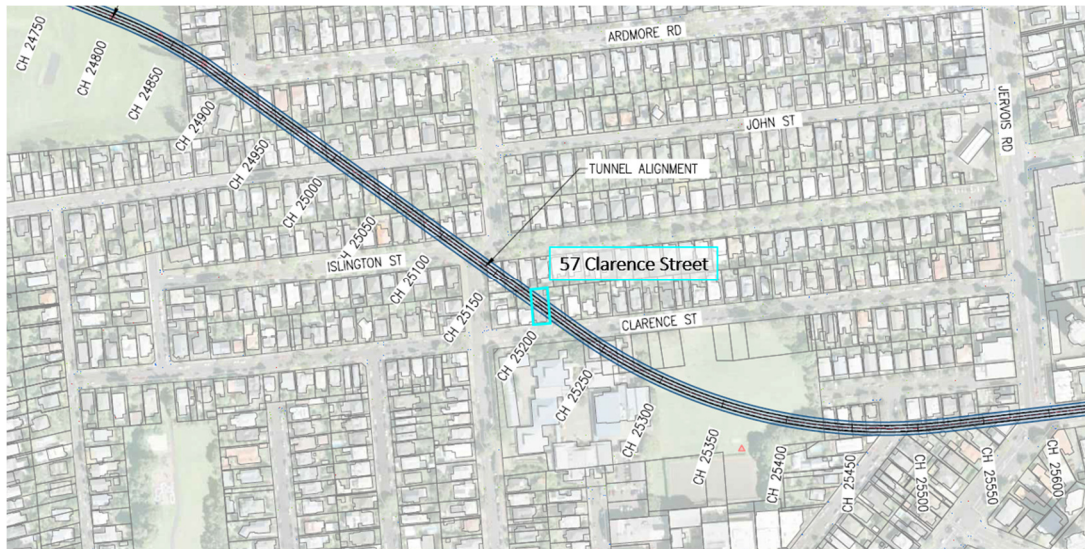 CH 24750
CH 24800
CH 24850
CH 24900
CH 24950
CH 25000
H 25050
CH 25100
CH 25150
CH 25200
CH 25250
CH 25300
CH 25350
CH 25400
CH 25450
CH 25500
CH 25550
CH 25600
ARDMORE RD
JOHN ST
JERVOIS RD
TUNNEL ALIGNMENT
ISLINGTON ST
57 Clarence Street
CLARENCE ST